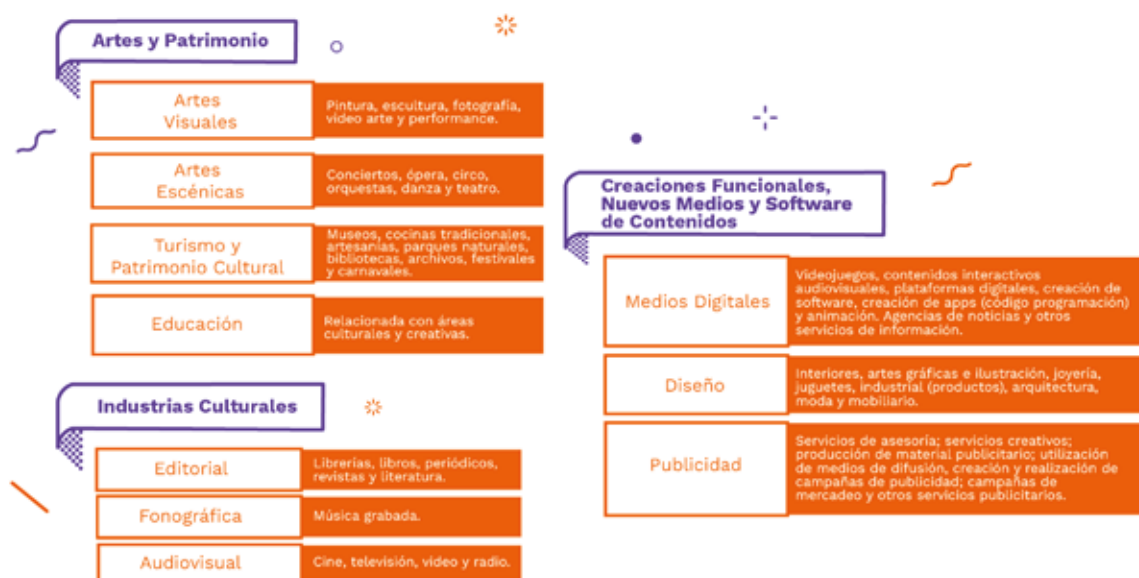 Artes y Patrimonio
Artes
Visuales
Pintura, escultura, fotografía,
video arte y performance.
Artes
Escénicas
Conciertos, ópera, circo,
orquestas, danza y teatro.
Turismo y
Patrimonio Cultural
Museos, cocinas tradicionales,
artesanías, parques naturales,
bibliotecas, archivos, festivales
y carnavales.
Educación
Relacionada con áreas
culturales y creativas.
Industrias Culturales
Editorial
Librerías, libros, periódicos,
revistas y literatura.
Fonográfica
Música grabada.
Audiovisual
Cine, televisión, video y radio.
Creaciones Funcionales,
Nuevos Medios y Software
de Contenidos
Medios Digitales
Videojuegos, contenidos interactivos
audiovisuales, plataformas digitales, creación de
software, creación de apps (código programación)
y animación. Agencias de noticias y otros
servicios de información.
Diseño
Interiores, artes gráficas e ilustración, joyería,
juguetes, industrial (productos), arquitectura,
moda y mobiliario.
Publicidad
Servicios de asesoría; servicios creativos;
producción de material publicitario; utilización
de medios de difusión, creación y realización de
campañas de publicidad; campañas de
mercadeo y otros servicios publicitarios.